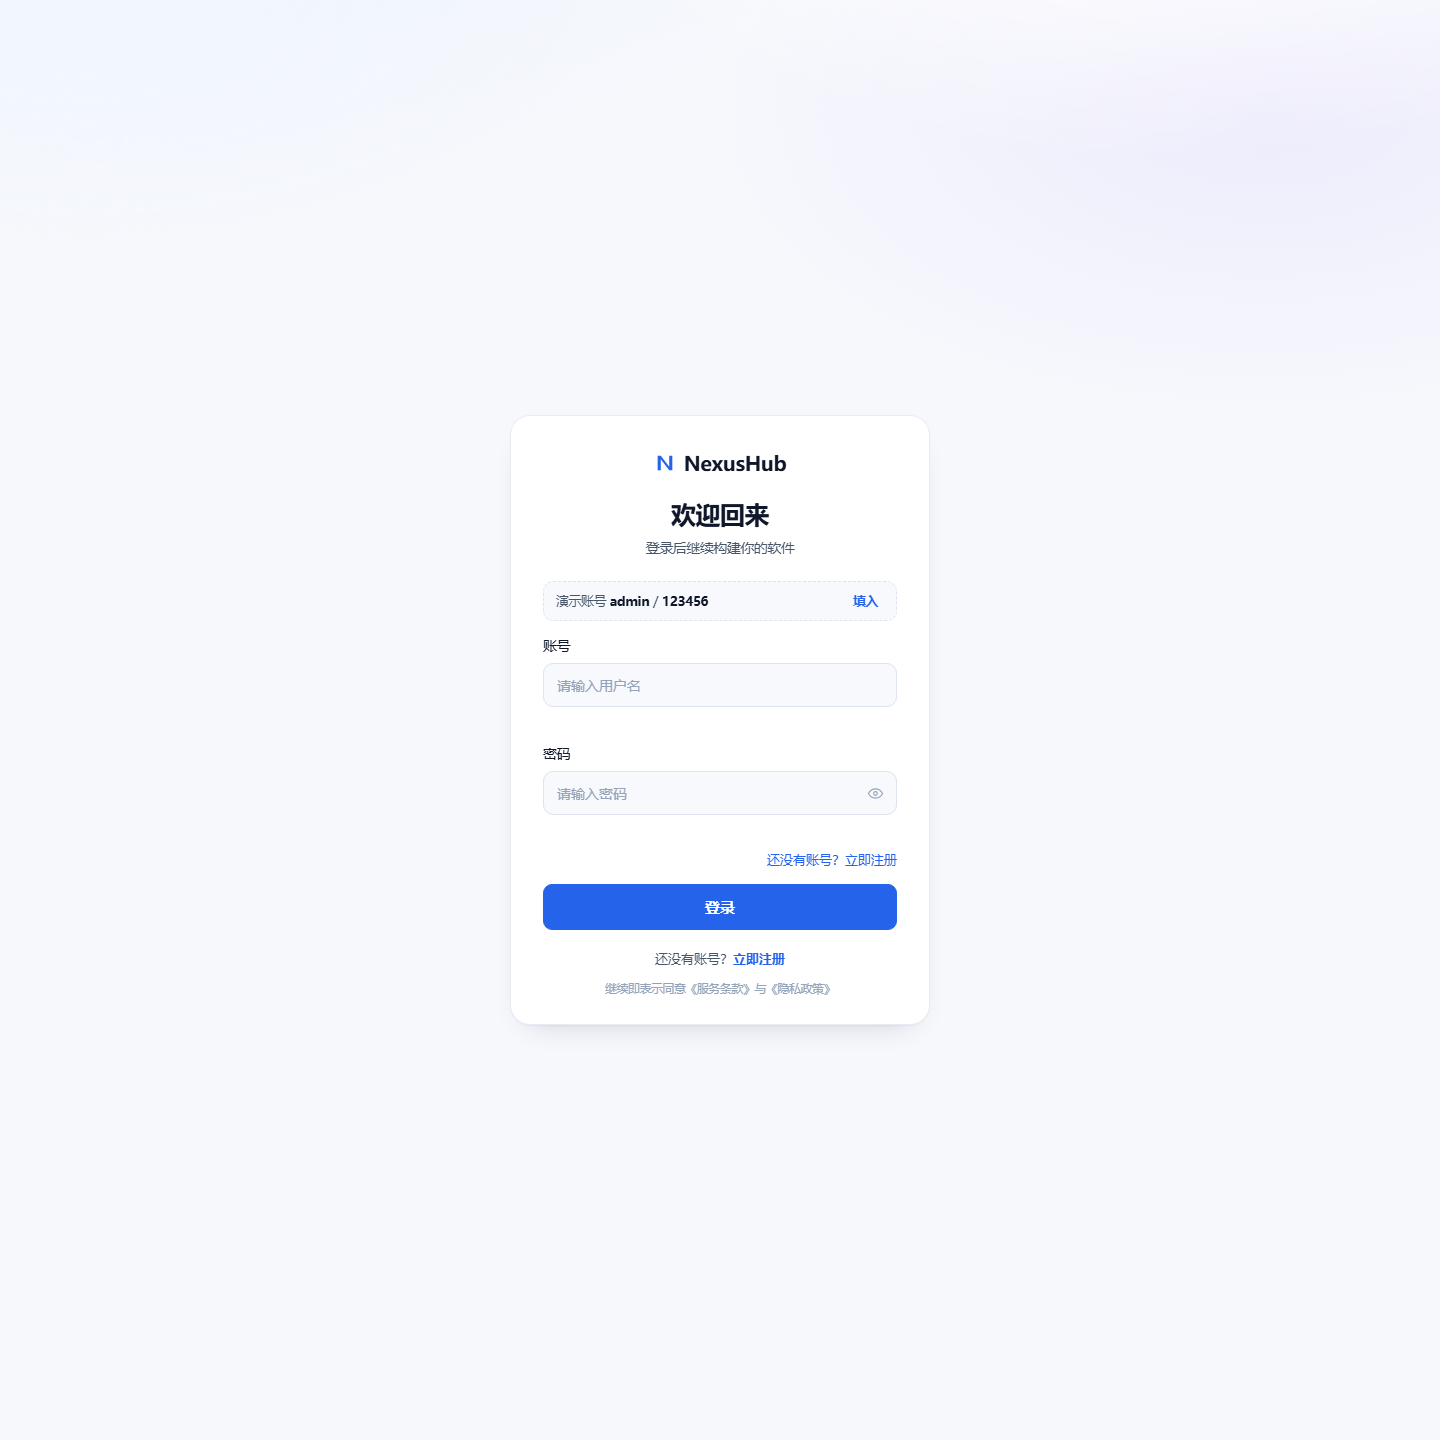 N NexusHub
欢迎回来
登录后继续构建你的软件
演示账号 admin / 123456 填入
账号
请输入用户名
密码
请输入密码
还没有账号？立即注册
登录
还没有账号？立即注册
继续即表示同意《服务条款》与《隐私政策》